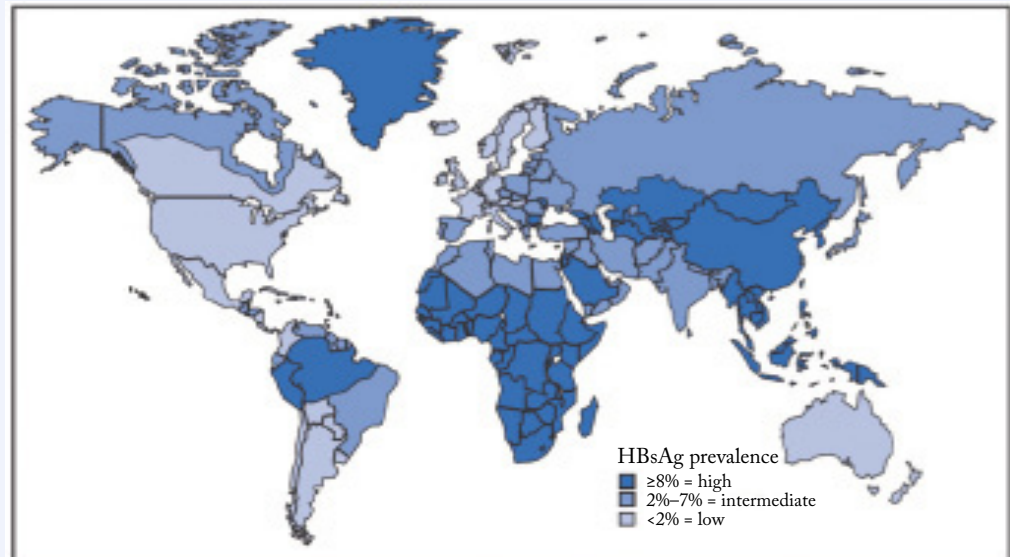 HBsAg prevalence
≥8% = high
2%–7% = intermediate
<2% = low